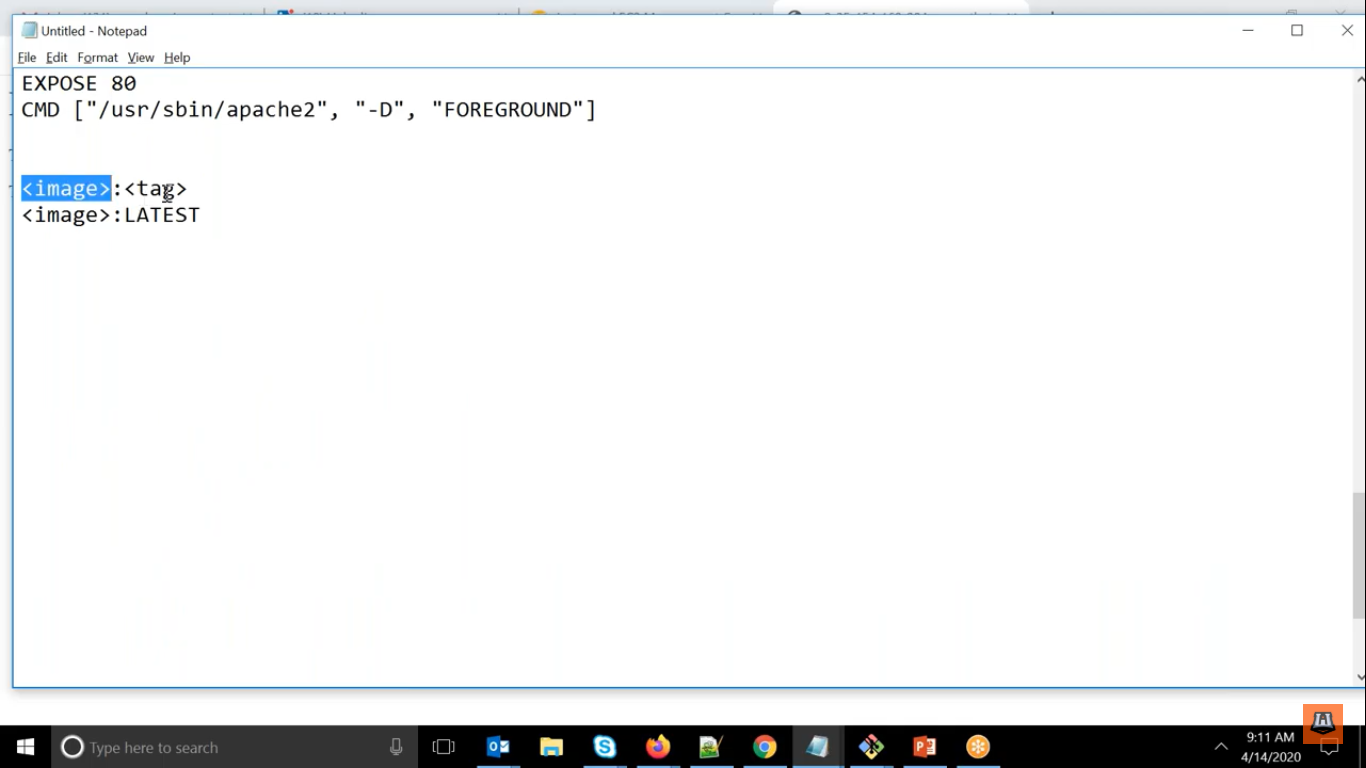 Untitled - Notepad
File Edit Format View Help
EXPOSE 80
CMD ["/usr/sbin/apache2", "-D", "FOREGROUND"]
<image>:<tag>
<image>:LATEST
Type here to search
9:11 AM
4/14/2020